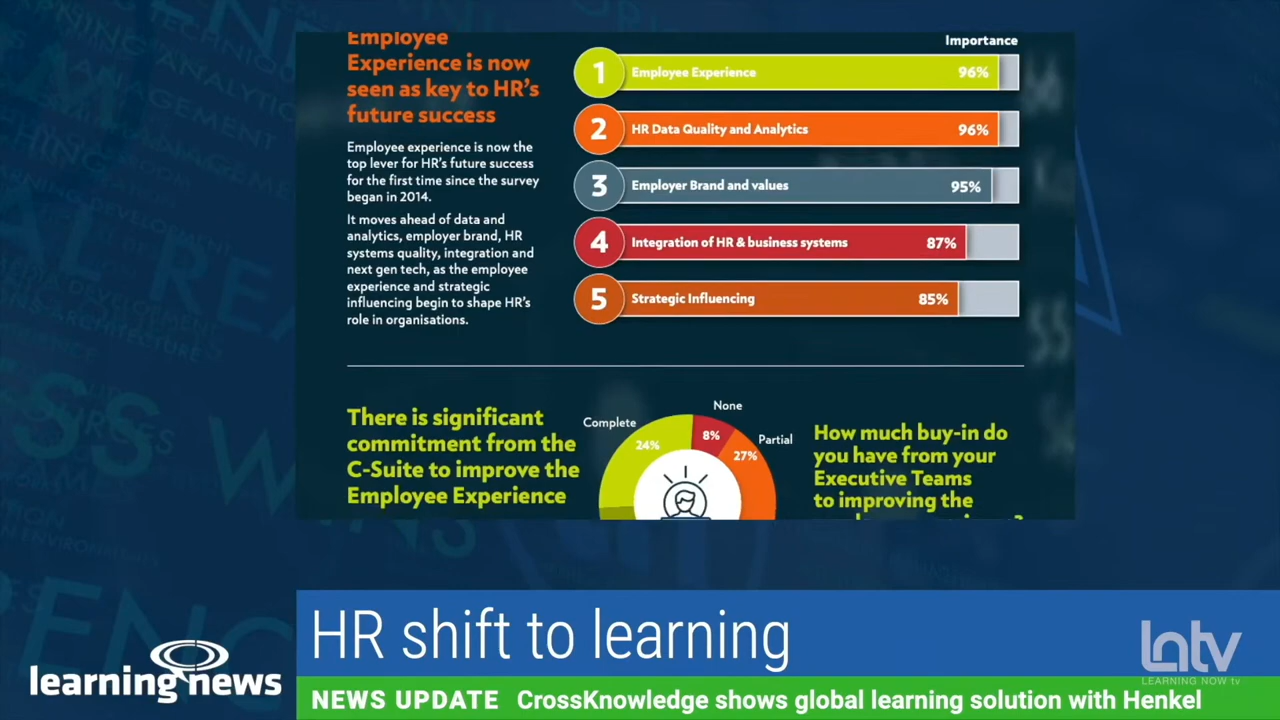 Employee
Experience is now
seen as key to HR's
future success
Employee experience is now the
top lever for HR's future success
for the first time since the survey
began in 2014.
It moves ahead of data and
analytics, employer brand, HR
systems quality, integration and
next gen tech, as the employee
experience and strategic
influencing begin to shape HR's
role in organisations.
Importance
1 Employee Experience 96%
2 HR Data Quality and Analytics 96%
3 Employer Brand and values 95%
4 Integration of HR & business systems 87%
5 Strategic Influencing 85%
There is significant
commitment from the
C-Suite to improve the
Employee Experience
Complete
24%
None
8%
Partial
27%
How much buy-in do
you have from your
Executive Teams
to improving the
HR shift to learning
learning news
lntv
LEARNING NOW tv
NEWS UPDATE CrossKnowledge shows global learning solution with Henkel